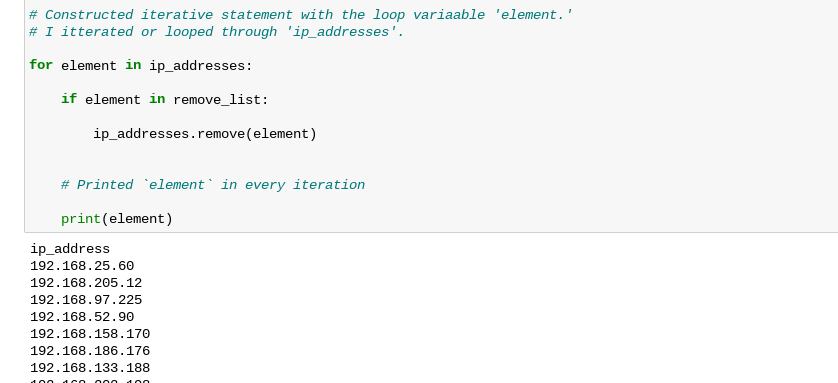 # Constructed iterative statement with the loop variaable 'element.'
# I itterated or looped through 'ip_addresses'.
for element in ip_addresses:
if element in remove_list:
ip_addresses.remove(element)
# Printed `element` in every iteration
print(element)
ip_address
192.168.25.60
192.168.205.12
192.168.97.225
192.168.52.90
192.168.158.170
192.168.186.176
192.168.133.188